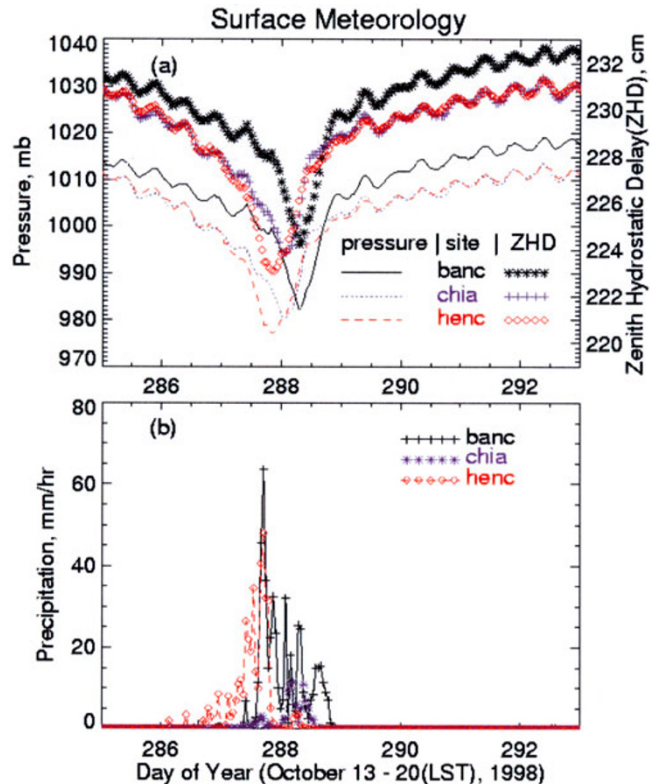 Surface Meteorology
(a)
1040
1030
1020
1010
1000
990
980
970
Pressure, mb
232
230
228
226
224
222
220
Zenith Hydrostatic Delay(ZHD), cm
pressure | site | ZHD
banc
chia
henc
286 288 290 292
(b)
80
60
40
20
0
Precipitation, mm/hr
banc
chia
henc
286 288 290 292
Day of Year (October 13 - 20(LST), 1998)